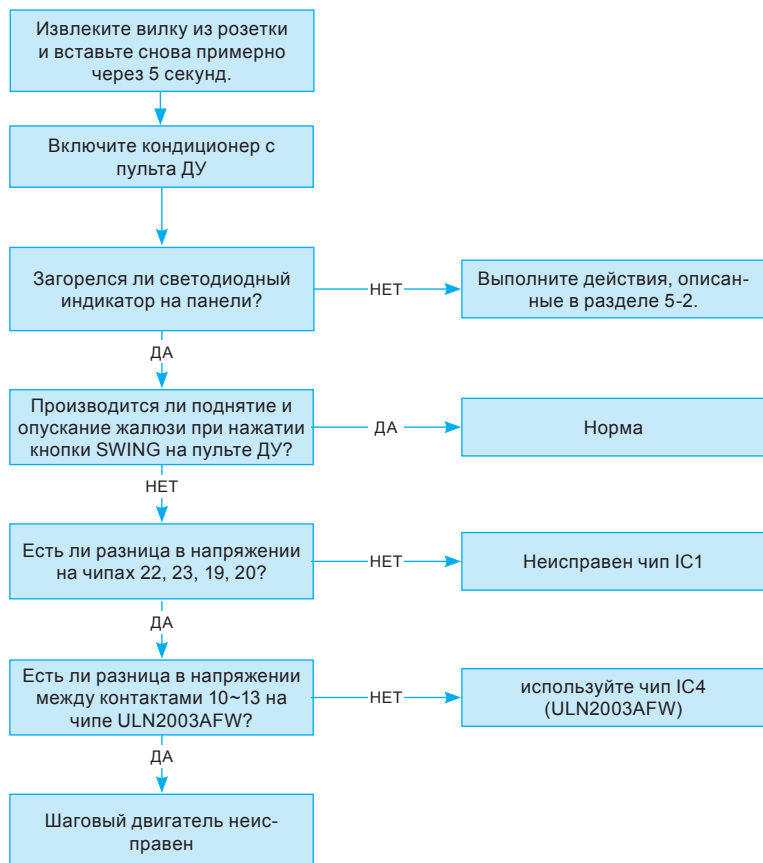 Извлеките вилку из розетки
и вставьте снова примерно
через 5 секунд.
Включите кондиционер с
пульта ДУ
Загорелся ли светодиодный
индикатор на панели?
НЕТ
Выполните действия, описан-
ные в разделе 5-2.
ДА
Производится ли поднятие и
опускание жалюзи при нажатии
кнопки SWING на пульте ДУ?
ДА
Норма
НЕТ
Есть ли разница в напряжении
на чипах 22, 23, 19, 20?
НЕТ
Неисправен чип IC1
ДА
Есть ли разница в напряжении
между контактами 10~13 на
чипе ULN2003AFW?
НЕТ
используйте чип IC4
(ULN2003AFW)
ДА
Шаговый двигатель неис-
правен